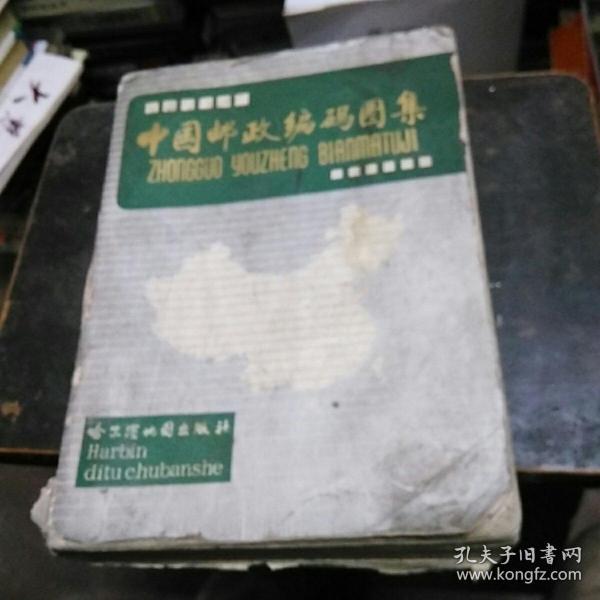 中国邮政编码图集
ZHONGGUO YOUZHENG BIANMATUJI
哈尔滨地图出版社
Harbin
ditu chubanshe
孔夫子旧书网
www.kongfz.com